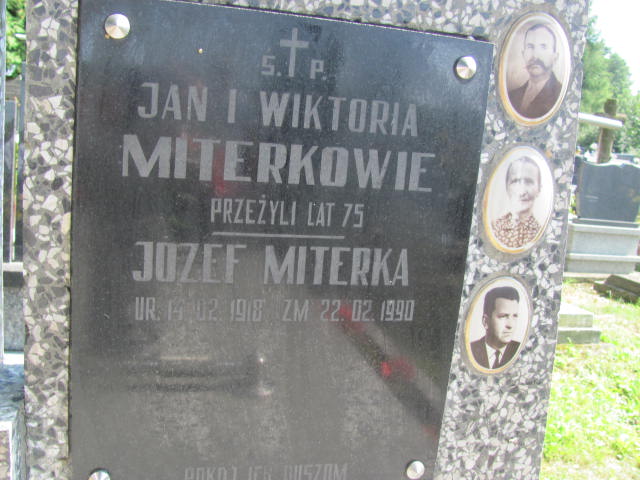 Ś. P.
JAN I WIKTORIA
MITERKOWIE
PRZEŻYLI LAT 75
JÓZEF MITERKA
UR. 14.02.1918 ZM 22.02.1990
POKÓJ ICH DUSZOM